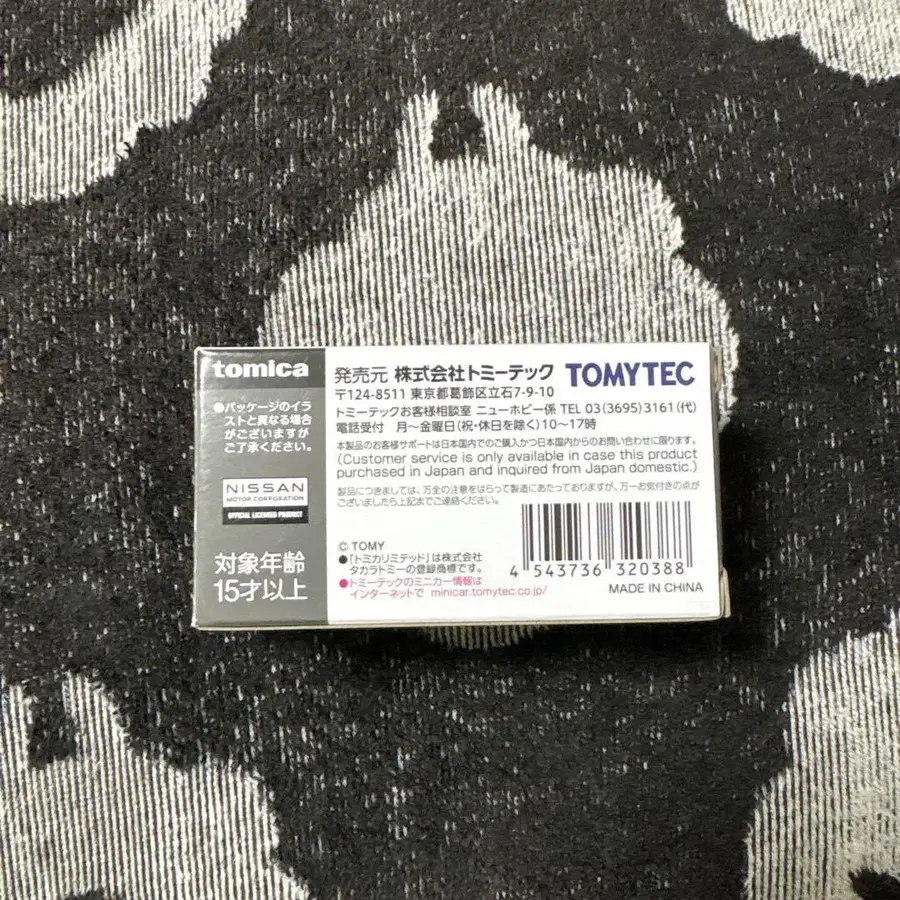 tomica
●パッケージのイラ
ストと異なる場合
がございますが
ご了承ください。
NISSAN
MOTOR CORPORATION
OFFICIAL LICENSED PRODUCT
対象年齢
15才以上
発売元 株式会社トミーテック TOMYTEC
〒124-8511 東京都葛飾区立石7-9-10
トミーテックお客様相談室 ニューホビー係 TEL 03(3695)3161(代)
電話受付 月〜金曜日(祝・休日を除く)10〜17時
本製品のお客様サポートは日本国内でのご購入かつ日本国内からのお問い合わせに限ります。
(Customer service is only available in case this product
purchased in Japan and inquired from Japan domestic.)
製品につきましては、万全の注意をはらって製造にあたっておりますが、万一お気付きの点が
ございましたら上記までご連絡ください。
© TOMY
●「トミカリミテッド」は株式会社
タカラトミーの登録商標です。
●トミーテックのミニカー情報は
インターネットで minicar.tomytec.co.jp/
4 543736 320388
MADE IN CHINA